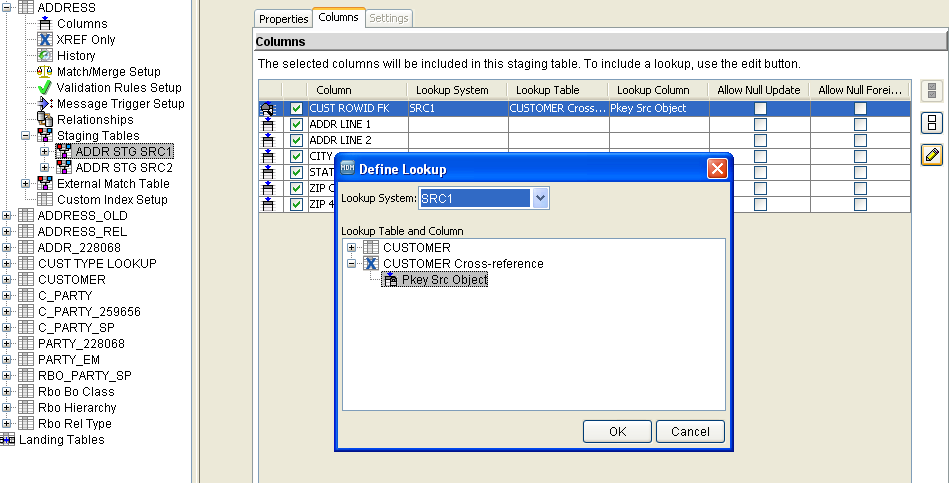 ADDRESS
Columns
XREF Only
History
Match/Merge Setup
Validation Rules Setup
Message Trigger Setup
Relationships
Staging Tables
ADDR STG SRC1
ADDR STG SRC2
External Match Table
Custom Index Setup
ADDRESS_OLD
ADDRESS_REL
ADDR_228068
CUST TYPE LOOKUP
CUSTOMER
C_PARTY
C_PARTY_259656
C_PARTY_SP
PARTY_228068
PARTY_EM
RBO_PARTY_SP
Rbo Bo Class
Rbo Hierarchy
Rbo Rel Type
Landing Tables
Properties Columns Settings
Columns
The selected columns will be included in this staging table. To include a lookup, use the edit button.
Column Lookup System Lookup Table Lookup Column Allow Null Update Allow Null Forei...
CUST ROWID FK SRC1 CUSTOMER Cross... Pkey Src Object
ADDR LINE 1
ADDR LINE 2
CITY
STAT
ZIP C
ZIP 4
MDM Define Lookup
Lookup System: SRC1
Lookup Table and Column
CUSTOMER
CUSTOMER Cross-reference
Pkey Src Object
OK Cancel